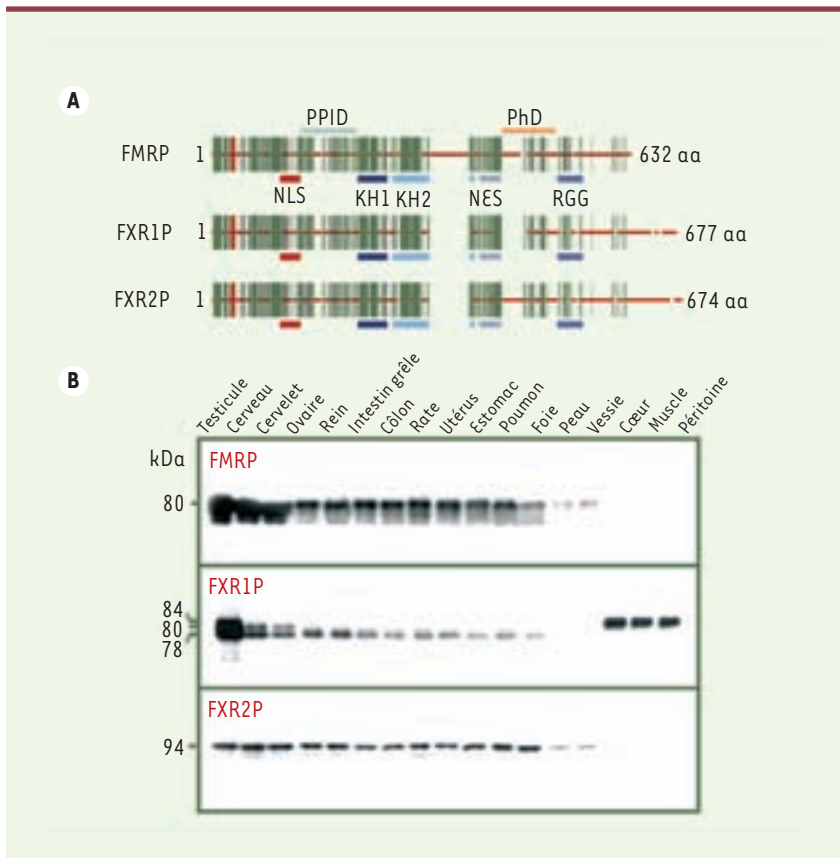 A
PPID PhD
FMRP 1 632 aa
NLS KH1 KH2 NES RGG
FXR1P 1 677 aa
FXR2P 1 674 aa
B
Testicule
Cerveau
Cervelet
Ovaire
Rein
Intestin grêle
Côlon
Rate
Utérus
Estomac
Poumon
Foie
Peau
Vessie
Cœur
Muscle
Péritoine
kDa
FMRP
80
FXR1P
84
80
78
FXR2P
94